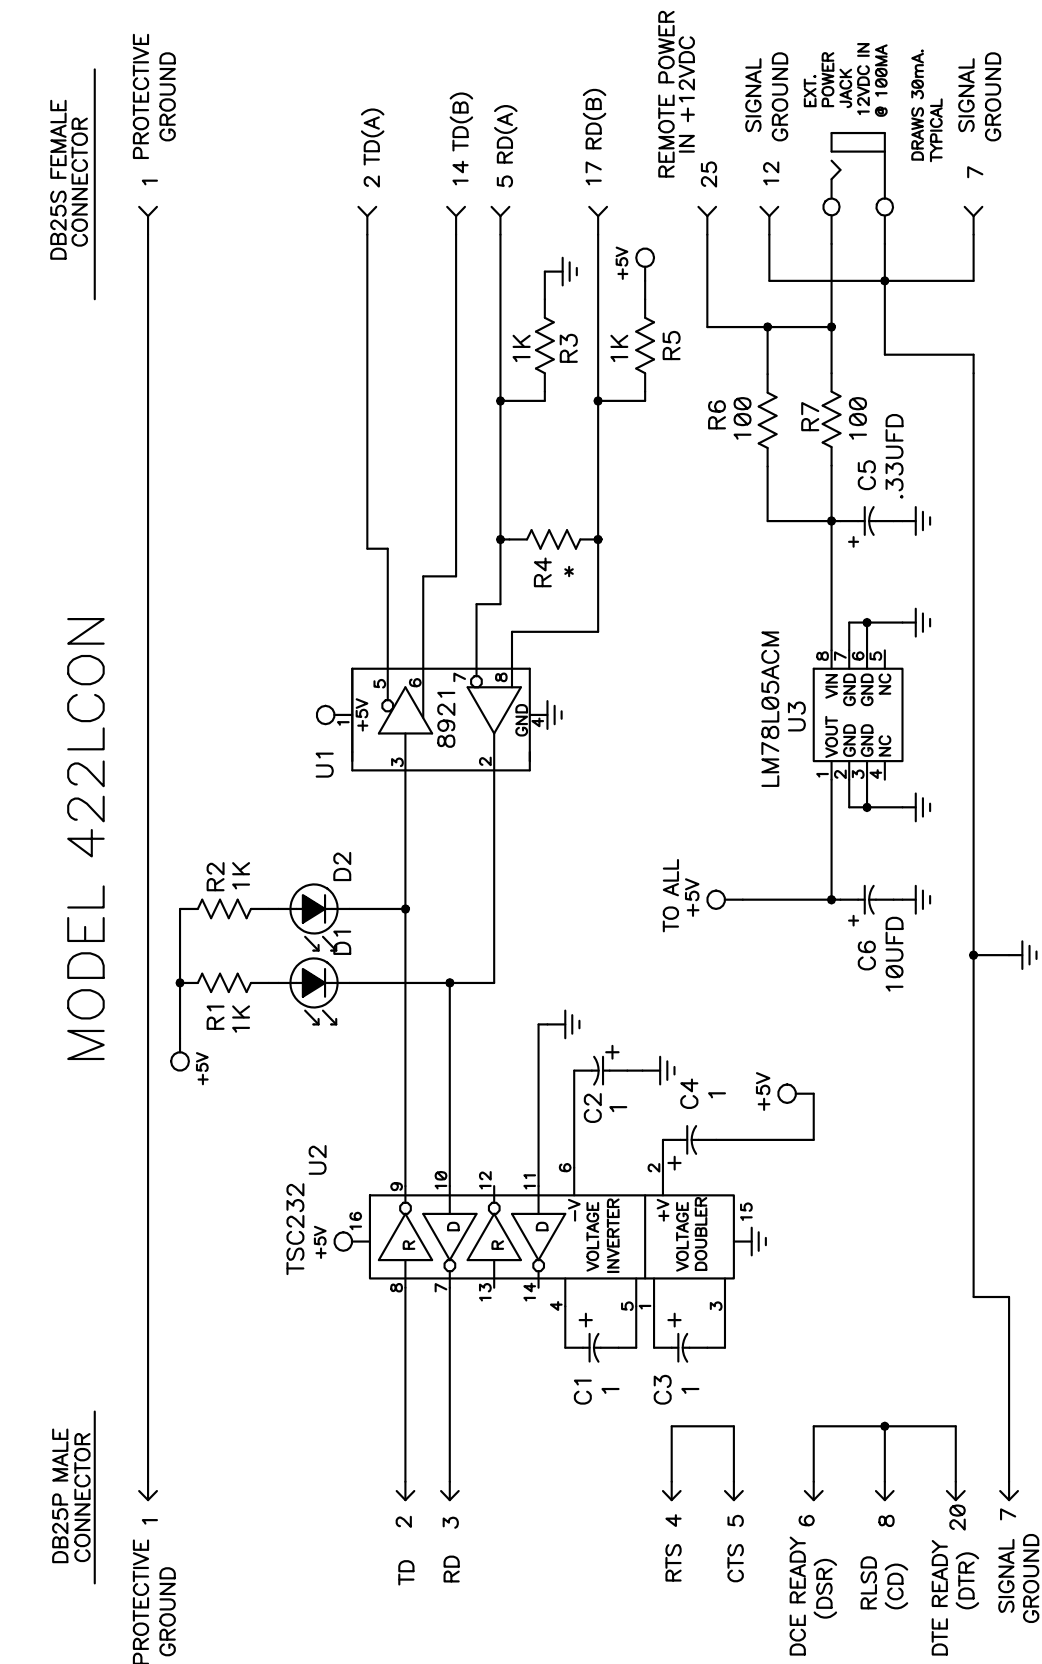 MODEL 422LCON
DB25P MALE
CONNECTOR
DB25S FEMALE
CONNECTOR
PROTECTIVE
GROUND
1
1
PROTECTIVE
GROUND
+5V
R1
1K
R2
1K
D1
D2
TD
2
RD
3
TSC232
U2
+5V
16
8
R
9
7
D
10
13
R
12
14
D
11
-V
6
VOLTAGE
INVERTER
4
5
+V
2
VOLTAGE
DOUBLER
1
3
15
C1
1
+
C3
1
+
C2
1
+
C4
1
+
+5V
U1
1
+5V
3
5
6
8921
2
7
8
GND
4
2 TD(A)
14 TD(B)
5 RD(A)
17 RD(B)
R4
*
1K
R3
1K
R5
+5V
RTS 4
CTS 5
DCE READY
(DSR)
6
RLSD
(CD)
8
DTE READY
(DTR)
20
SIGNAL
GROUND
7
TO ALL
+5V
C6
10UFD
+
LM78L05ACM
U3
1
VOUT
VIN
8
2
GND
GND
7
3
GND
GND
6
4
NC
NC
5
R6
100
R7
100
C5
.33UFD
+
REMOTE POWER
IN +12VDC
25
SIGNAL
GROUND
12
EXT.
POWER
JACK
12VDC IN
@ 100MA
DRAWS 30mA.
TYPICAL
SIGNAL
GROUND
7